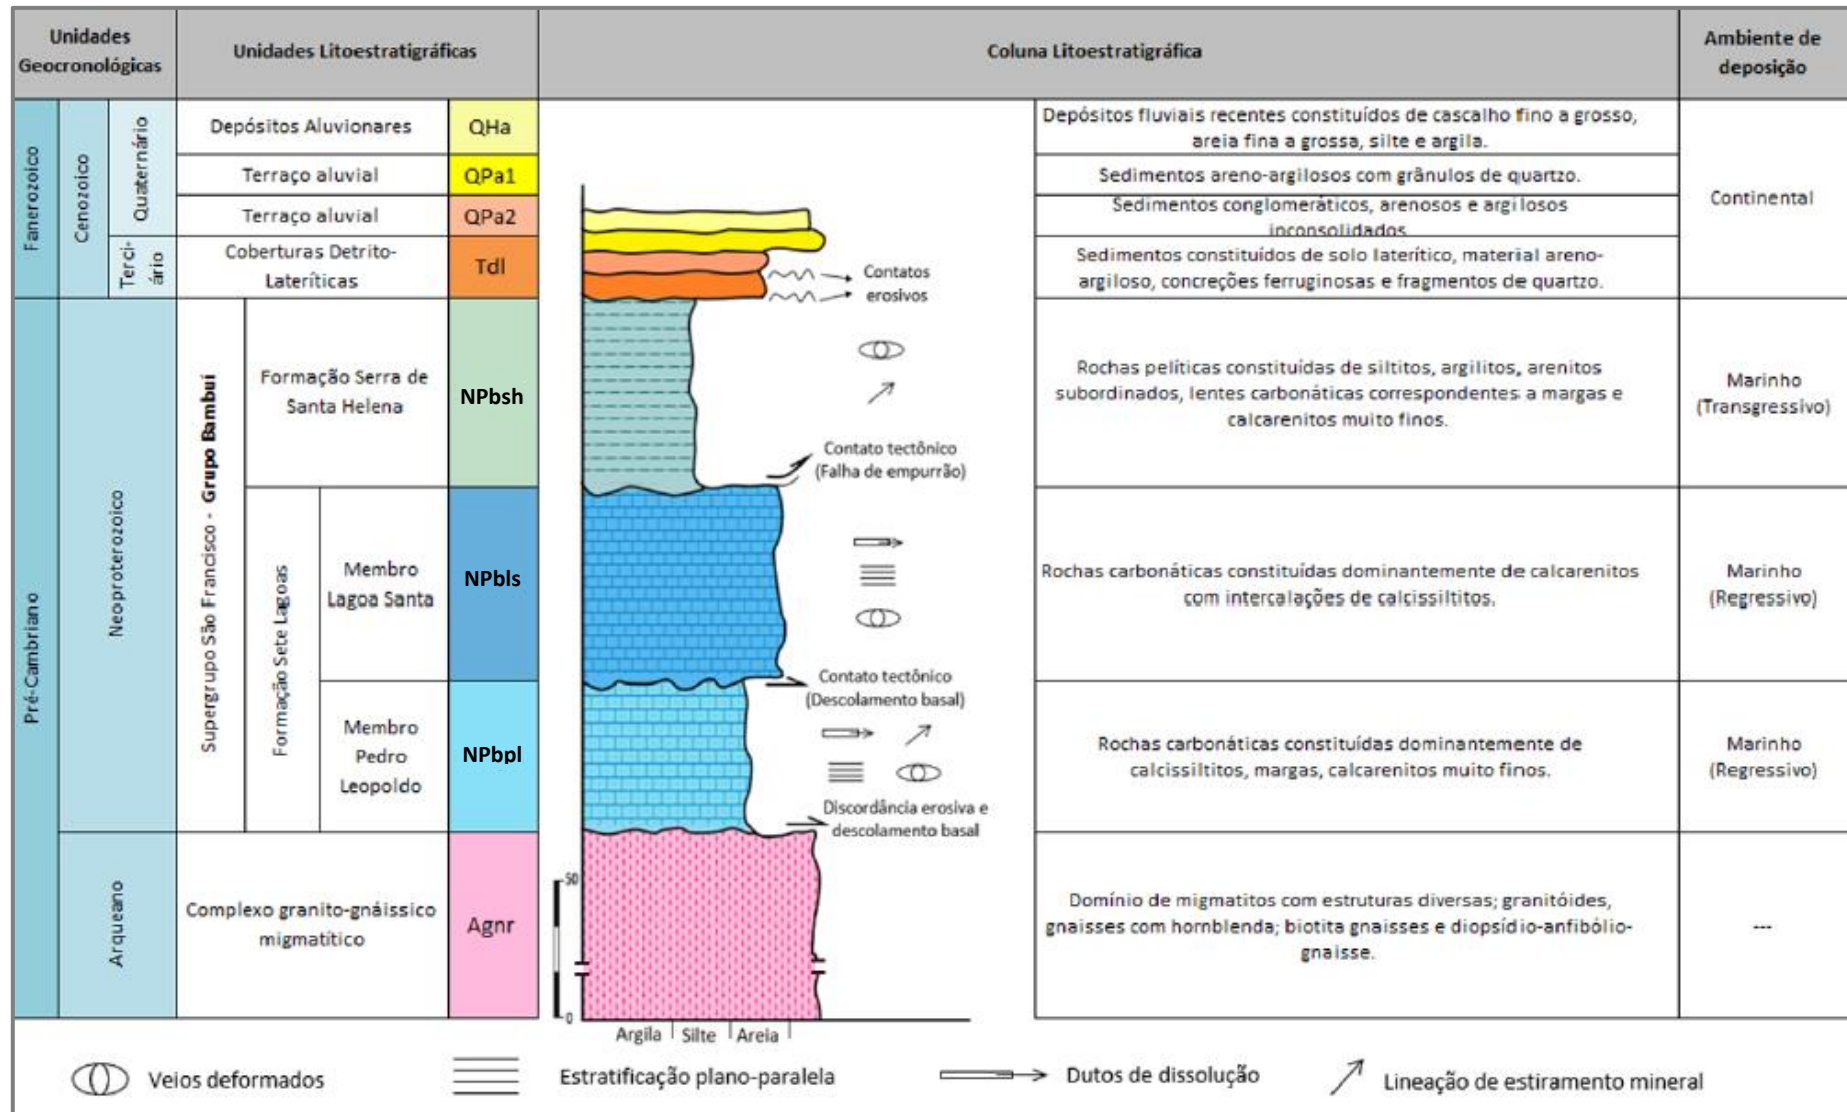 Unidades
Geocronológicas
Unidades Litoestratigráficas
Coluna Litoestratigráfica
Ambiente de
deposição
Fanerozoico
Cenozoico
Quaternário
Depósitos Aluvionares
QHa
Depósitos fluviais recentes constituídos de cascalho fino a grosso,
areia fina a grossa, silte e argila.
Continental
Terraço aluvial
QPa1
Sedimentos areno-argilosos com grânulos de quartzo.
Terraço aluvial
QPa2
Sedimentos conglomeráticos, arenosos e argilosos
inconsolidados
Terci-
ário
Coberturas Detrito-
Lateríticas
Tdl
Contatos
erosivos
Sedimentos constituídos de solo laterítico, material areno-
argiloso, concreções ferruginosas e fragmentos de quartzo.
Pré-Cambriano
Neoproterozoico
Supergrupo São Francisco - Grupo Bambuí
Formação Serra de
Santa Helena
NPbsh
Contato tectônico
(Falha de empurrão)
Rochas pelíticas constituídas de siltitos, argilitos, arenitos
subordinados, lentes carbonáticas correspondentes a margas e
calcarenitos muito finos.
Marinho
(Transgressivo)
Formação Sete Lagoas
Membro
Lagoa Santa
NPbls
Contato tectônico
(Descolamento basal)
Rochas carbonáticas constituídas dominantemente de calcarenitos
com intercalações de calcissiltitos.
Marinho
(Regressivo)
Membro
Pedro
Leopoldo
NPbpl
Discordância erosiva e
descolamento basal
Rochas carbonáticas constituídas dominantemente de
calcissiltitos, margas, calcarenitos muito finos.
Marinho
(Regressivo)
Arqueano
Complexo granito-gnáissico
migmatítico
Agnr
50
0
Domínio de migmatitos com estruturas diversas; granitóides,
gnaisses com hornblenda; biotita gnaisses e diopsídio-anfibólio-
gnaisse.
---
Argila Silte Areia
Veios deformados
Estratificação plano-paralela
Dutos de dissolução
Lineação de estiramento mineral